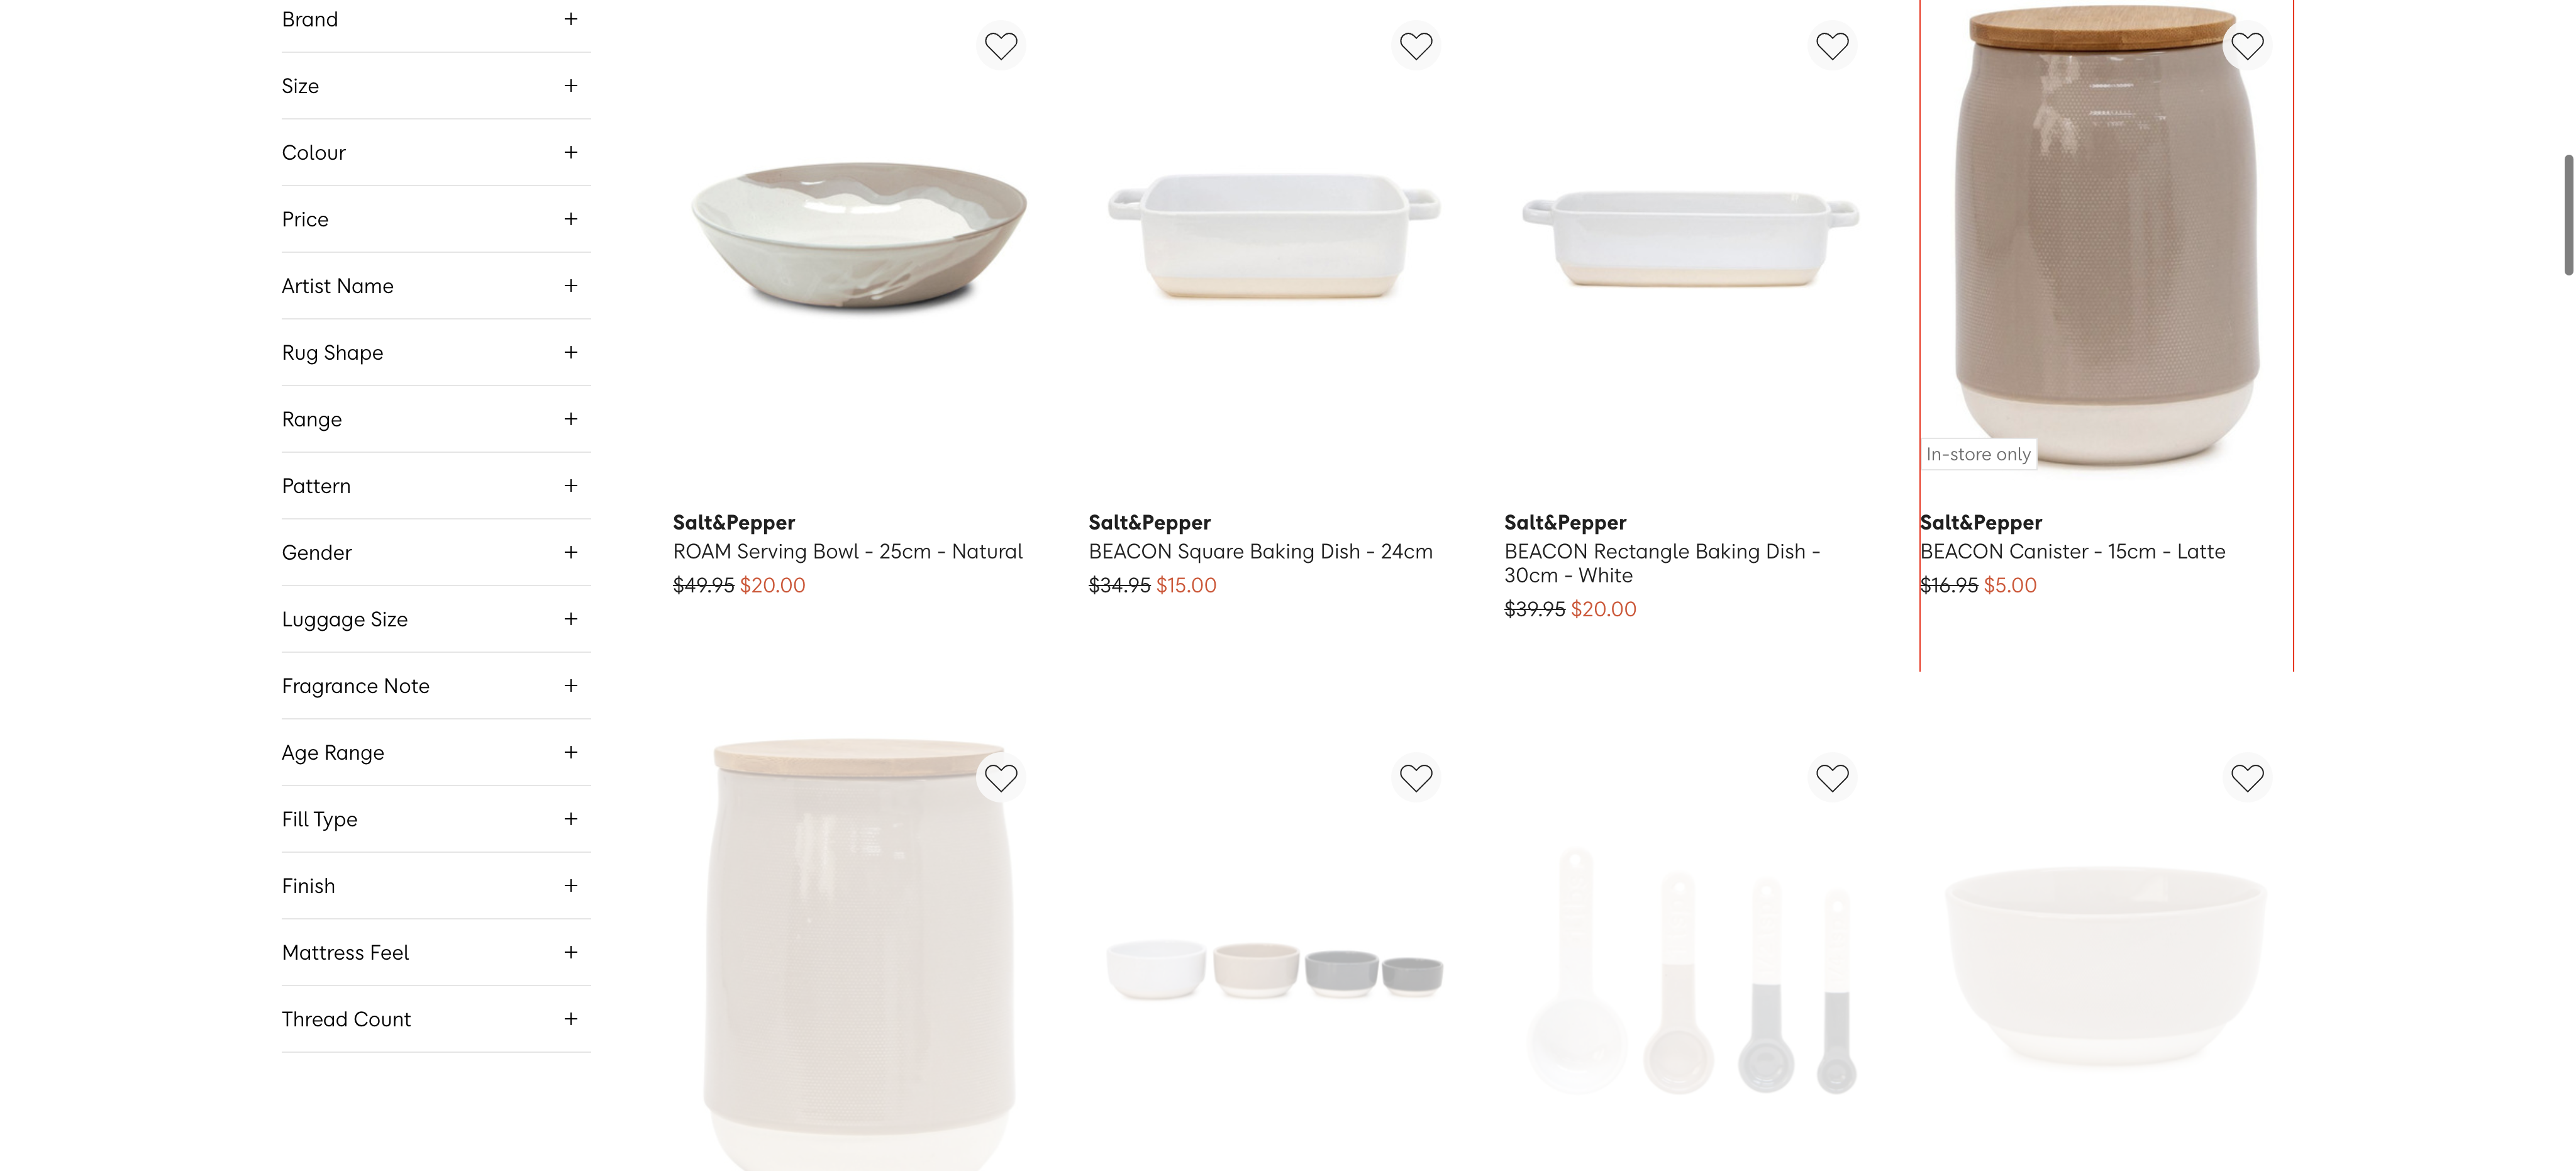 Brand
Size
Colour
Price
Artist Name
Rug Shape
Range
Pattern
Gender
Luggage Size
Fragrance Note
Age Range
Fill Type
Finish
Mattress Feel
Thread Count
Salt&Pepper
ROAM Serving Bowl - 25cm - Natural
$49.95 $20.00
Salt&Pepper
BEACON Square Baking Dish - 24cm
$34.95 $15.00
Salt&Pepper
BEACON Rectangle Baking Dish -
30cm - White
$39.95 $20.00
In-store only
Salt&Pepper
BEACON Canister - 15cm - Latte
$16.95 $5.00